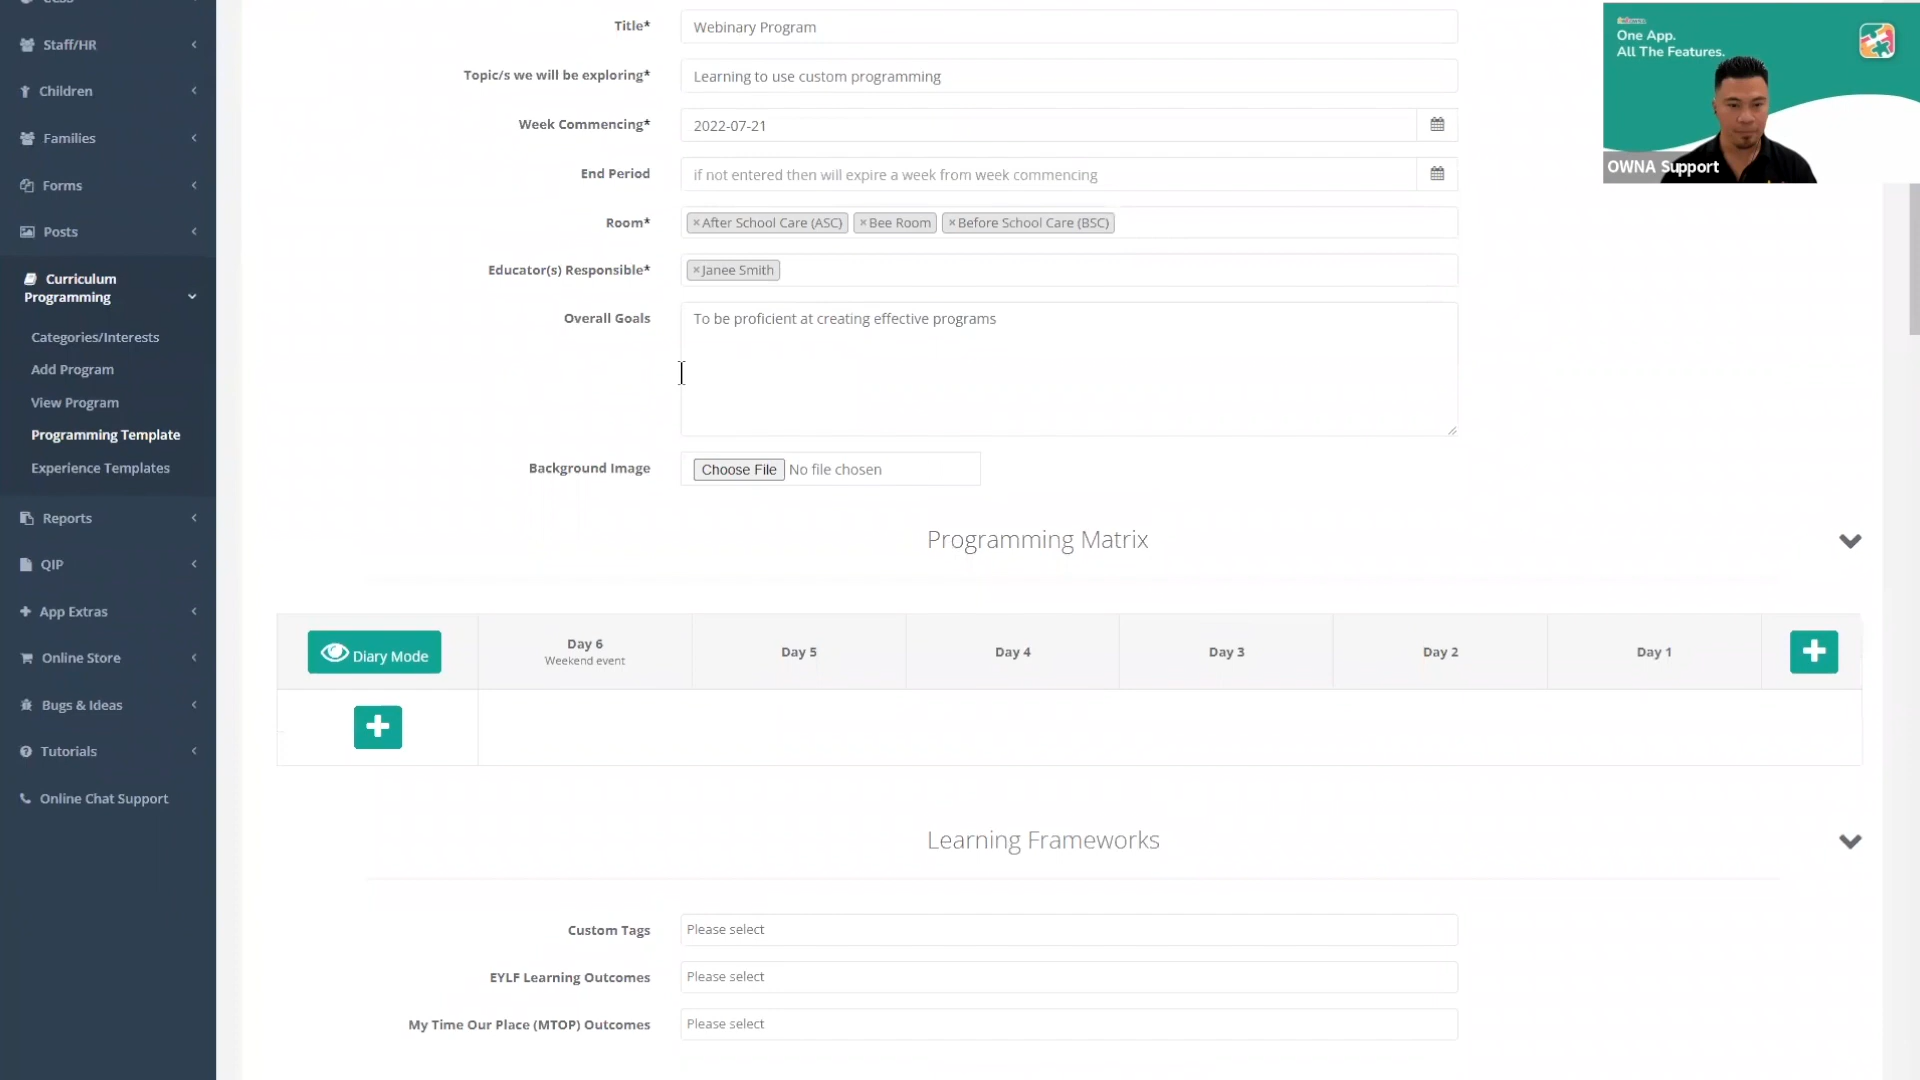 Title*
Webinary Program
Topic/s we will be exploring*
Learning to use custom programming
Week Commencing*
2022-07-21
End Period
if not entered then will expire a week from week commencing
Room*
×After School Care (ASC) ×Bee Room ×Before School Care (BSC)
Educator(s) Responsible*
×Janee Smith
Overall Goals
To be proficient at creating effective programs
Background Image
Choose File No file chosen
Programming Matrix
Diary Mode
Day 6
Weekend event
Day 5
Day 4
Day 3
Day 2
Day 1
Learning Frameworks
Custom Tags
Please select
EYLF Learning Outcomes
Please select
My Time Our Place (MTOP) Outcomes
Please select
Staff/HR
Children
Families
Forms
Posts
Curriculum
Programming
Categories/Interests
Add Program
View Program
Programming Template
Experience Templates
Reports
QIP
App Extras
Online Store
Bugs & Ideas
Tutorials
Online Chat Support
One App.
All The Features.
OWNA Support